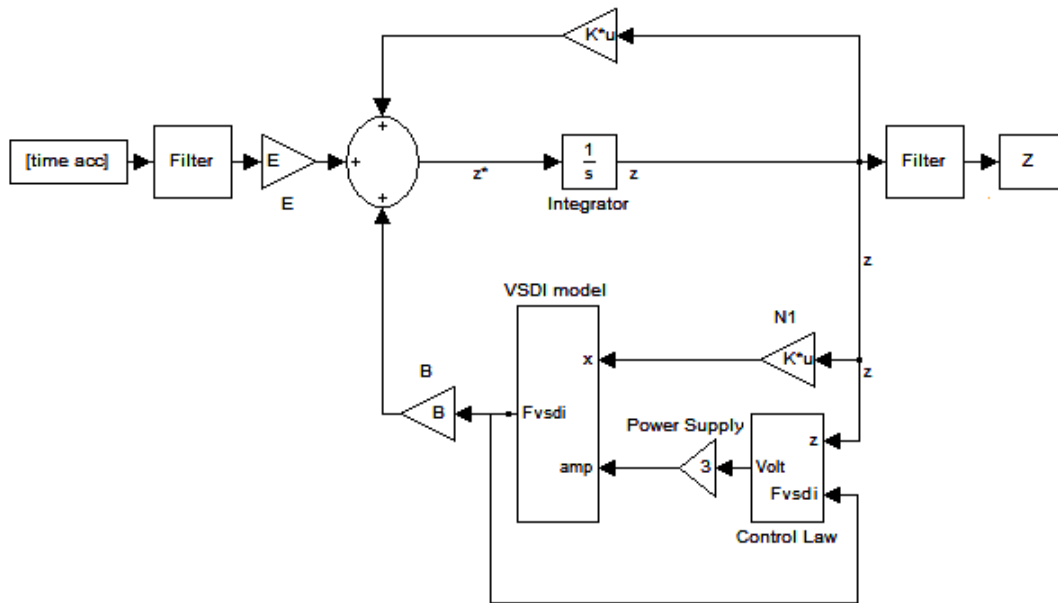 K*u
+
[time acc]
Filter
E
+
+
z*
1
s
z
Filter
Z
E
Integrator
z
VSDI model
N1
x
K*u
z
B
B
Fvsdi
Power Supply
z
amp
3
Volt
Fvsdi
Control Law